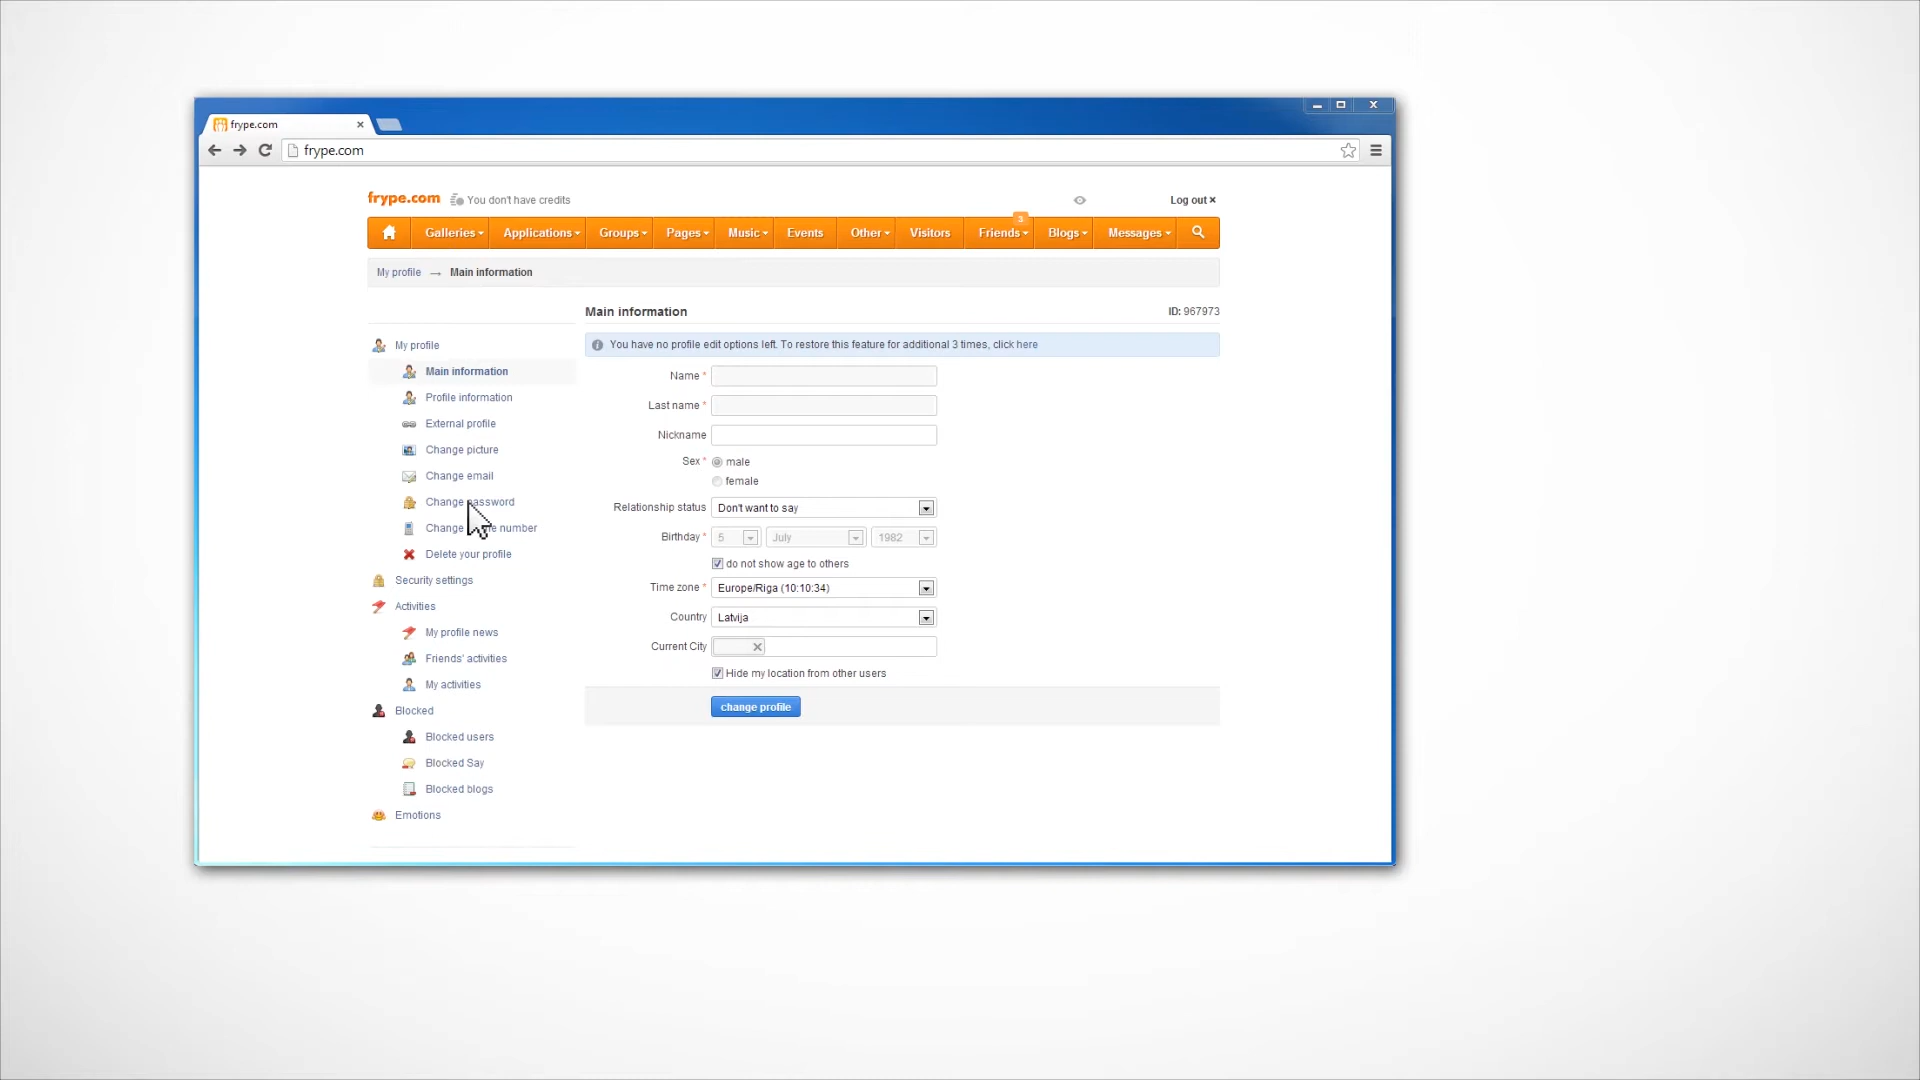 frype.com
frype.com
frype.com You don't have credits Log out ×
3
Galleries Applications Groups Pages Music Events Other Visitors Friends Blogs Messages
My profile → Main information
Main information ID: 967973
You have no profile edit options left. To restore this feature for additional 3 times, click here
My profile
Main information
Profile information
External profile
Change picture
Change email
Change password
Change number
Delete your profile
Security settings
Activities
My profile news
Friends' activities
My activities
Blocked
Blocked users
Blocked Say
Blocked blogs
Emotions
Name *
Last name *
Nickname
Sex * male
female
Relationship status Don't want to say
Birthday * 5 July 1982
do not show age to others
Time zone * Europe/Riga (10:10:34)
Country Latvija
Current City
Hide my location from other users
change profile